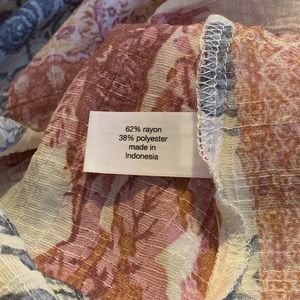 62% rayon
38% polyester
made in
Indonesia